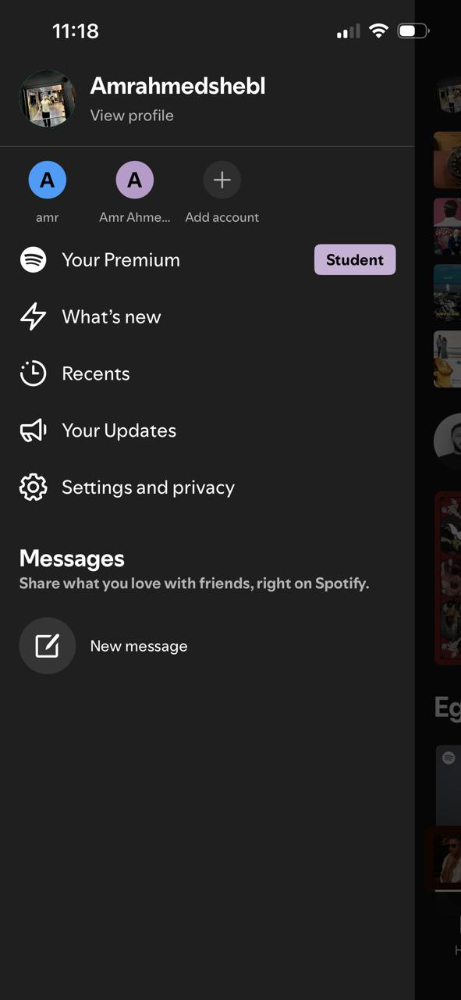 11:18
Amrahmedshebl
View profile
A
A
amr
Amr Ahme...
Add account
Your Premium
Student
What's new
Recents
Your Updates
Settings and privacy
Messages
Share what you love with friends, right on Spotify.
New message
Eg